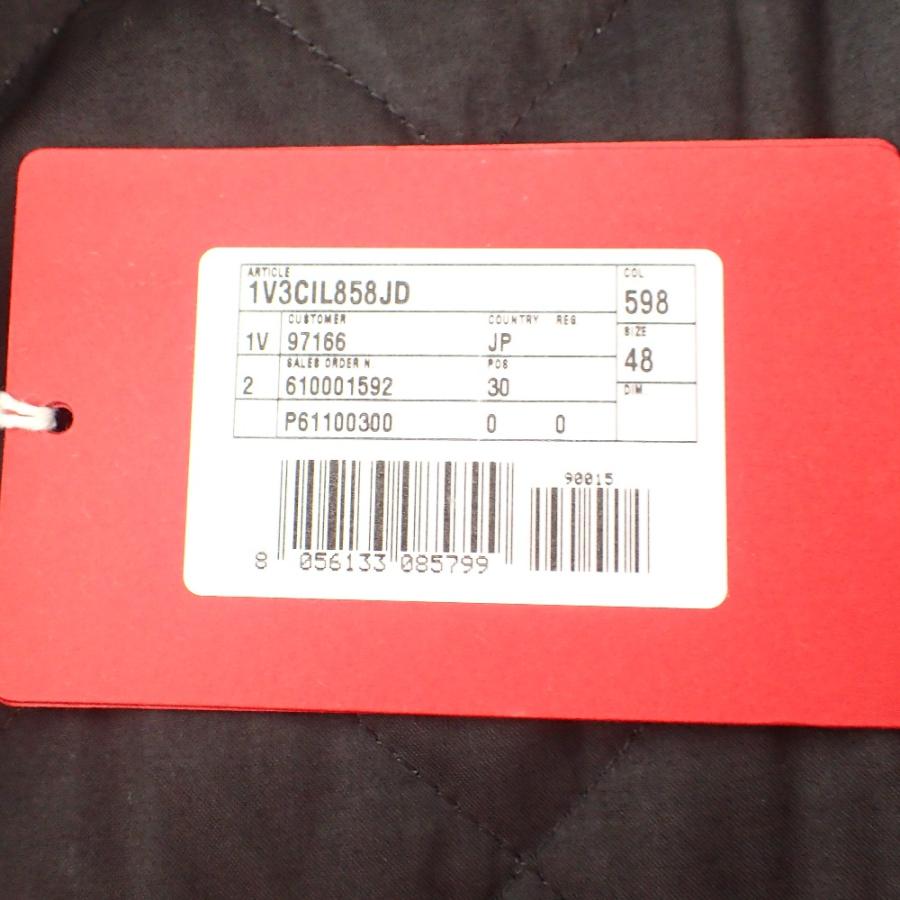 ARTICLE COL
1V3CIL858JD 598
CUSTOMER COUNTRY REG SIZE
1V 97166 JP 48
SALES ORDER N. POS DIM
2 610001592 30
P61100300 0 0
90015
8 056133 085799